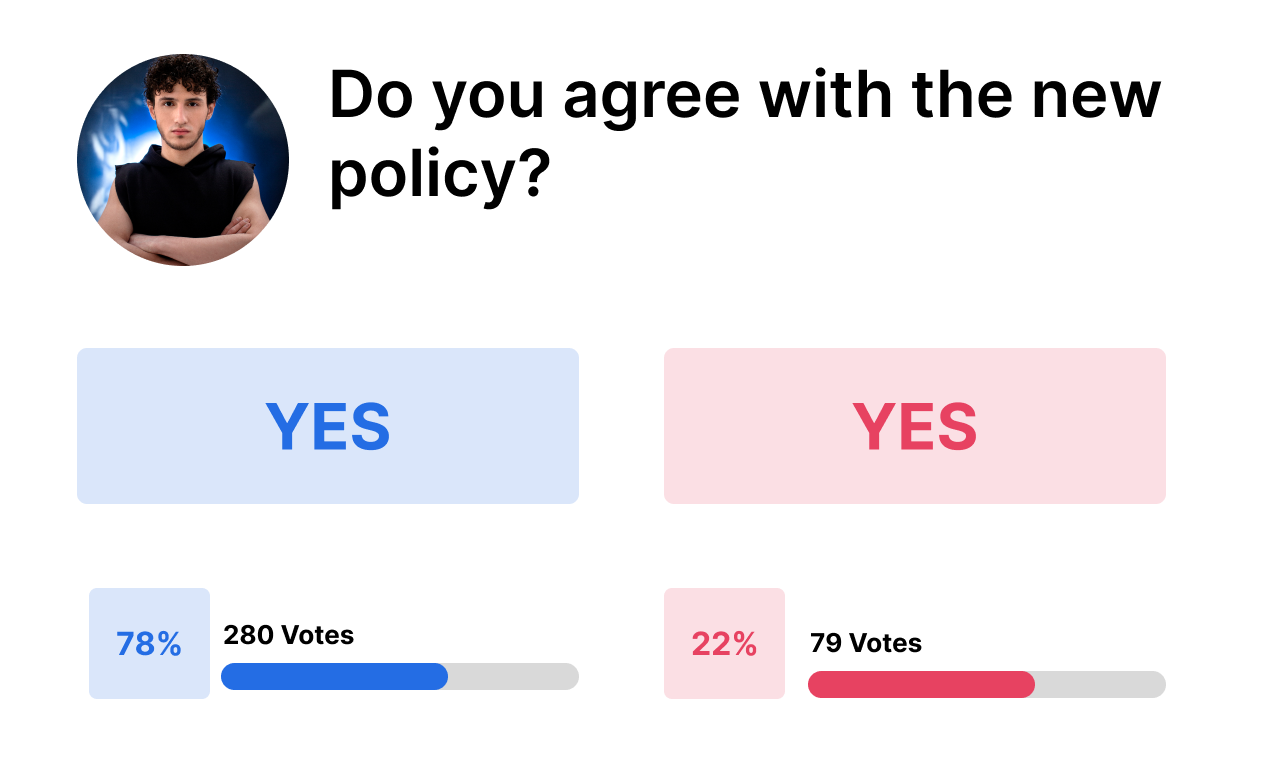 Do you agree with the new
policy?
YES
YES
78%
280 Votes
22%
79 Votes